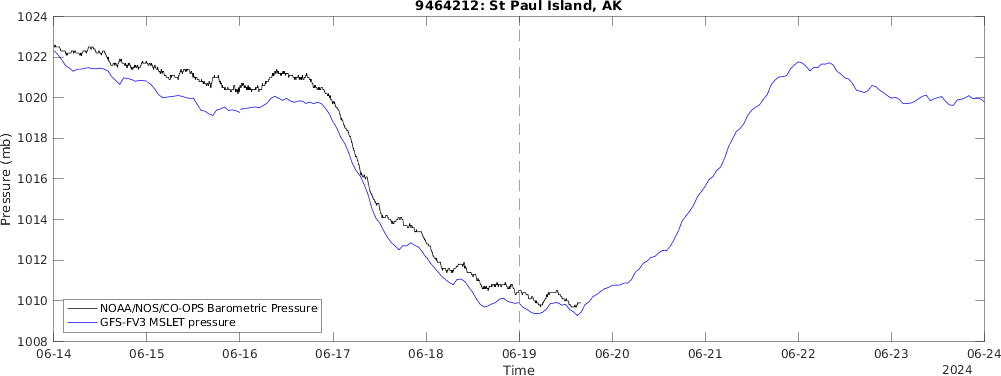 9464212: St Paul Island, AK
Pressure (mb)
1024
1022
1020
1018
1016
1014
1012
1010
1008
NOAA/NOS/CO-OPS Barometric Pressure
GFS-FV3 MSLET pressure
06-14 06-15 06-16 06-17 06-18 06-19 06-20 06-21 06-22 06-23 06-24
Time
2024